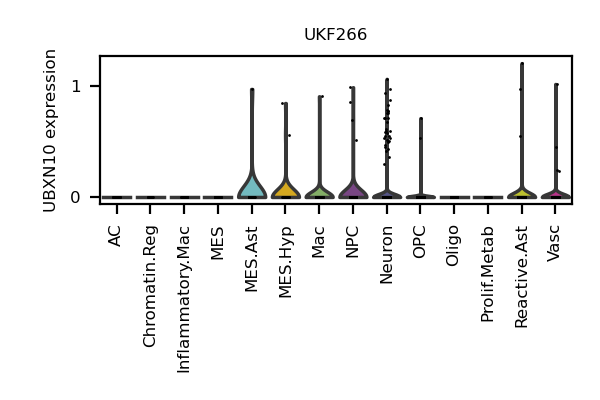 UKF266
UBXN10 expression
1
0
AC
Chromatin.Reg
Inflammatory.Mac
MES
MES.Ast
MES.Hyp
Mac
NPC
Neuron
OPC
Oligo
Prolif.Metab
Reactive.Ast
Vasc